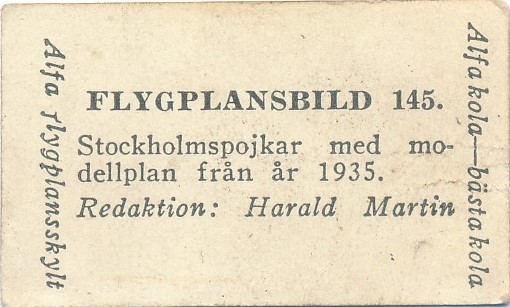 FLYGPLANSBILD 145.
Stockholmspojkar med mo-
dellplan från år 1935.
Redaktion: Harald Martin
Alfa flygplansskylt
Alfa kola—bästa kola